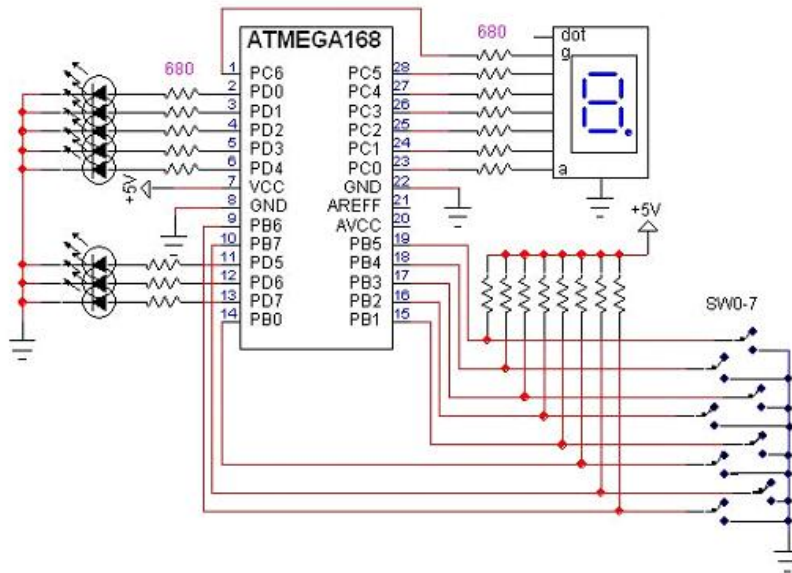 ATMEGA168
680
680
dot
g
a
1 PC6 PC5 28
2 PD0 PC4 27
3 PD1 PC3 26
4 PD2 PC2 25
5 PD3 PC1 24
6 PD4 PC0 23
+5V
7 VCC GND 22
8 GND AREFF 21
9 PB6 AVCC 20
10 PB7 PB5 19
11 PD5 PB4 18
12 PD6 PB3 17
13 PD7 PB2 16
14 PB0 PB1 15
+5V
SW0-7